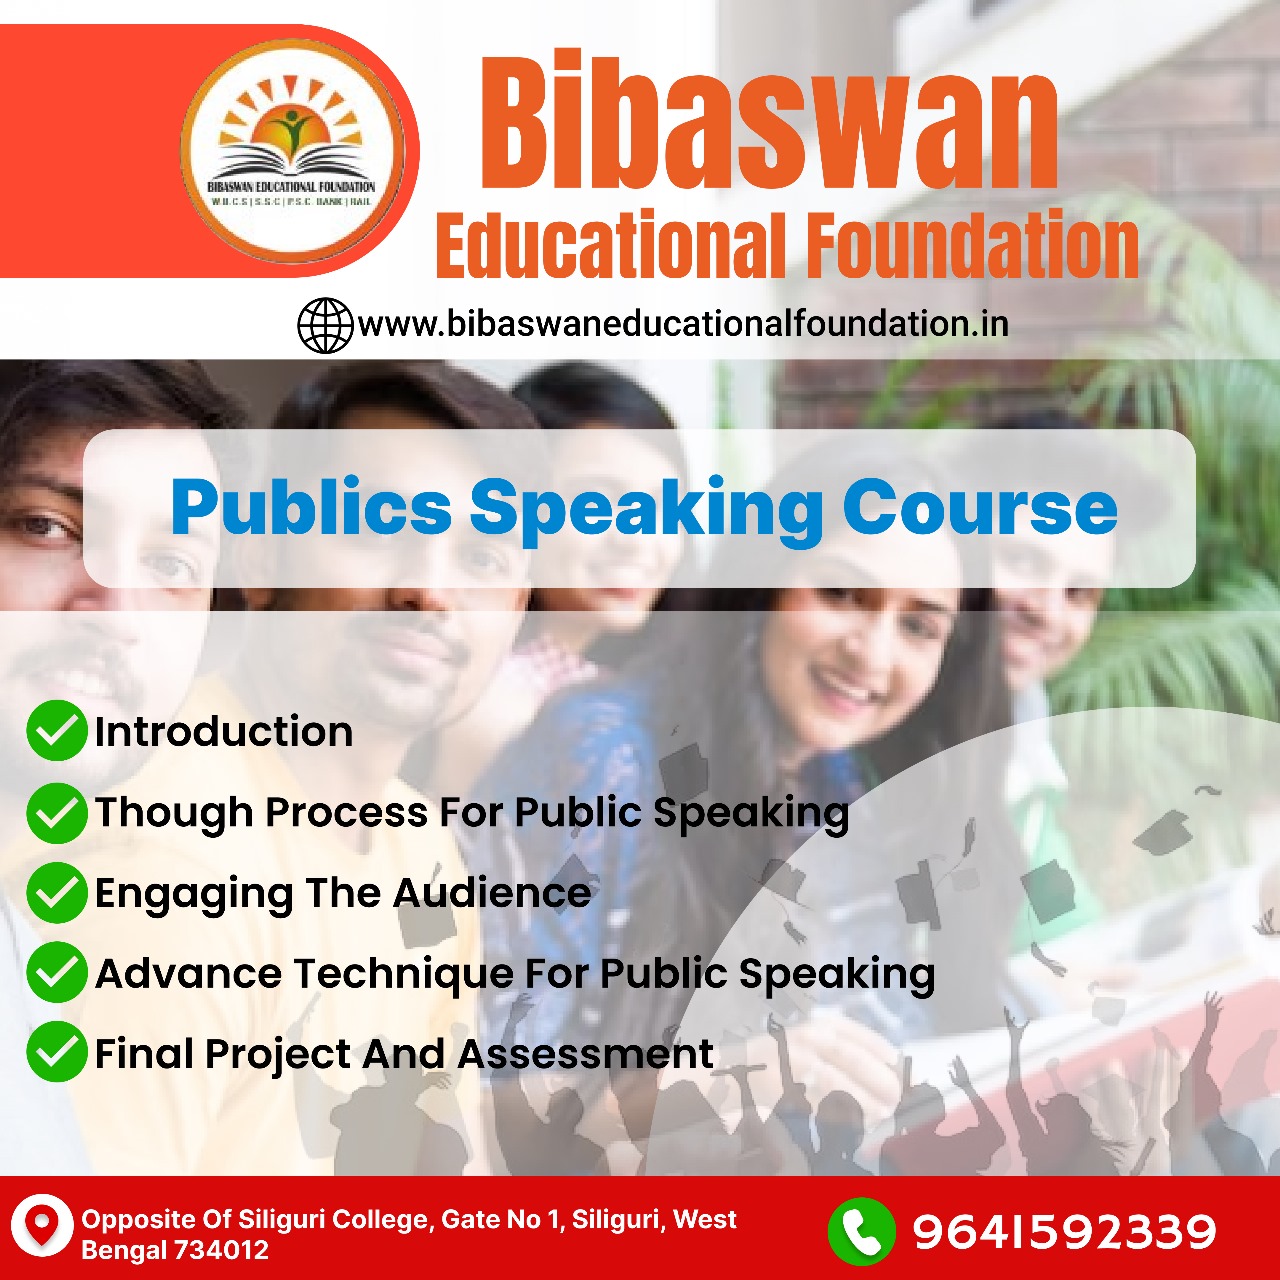 BIBASWAN EDUCATIONAL FOUNDATION
W.B.C.S | S.S.C | P.S.C. BANK | RAIL
Bibaswan
Educational Foundation
www.bibaswaneducationalfoundation.in
Publics Speaking Course
Introduction
Though Process For Public Speaking
Engaging The Audience
Advance Technique For Public Speaking
Final Project And Assessment
Opposite Of Siliguri College, Gate No 1, Siliguri, West
Bengal 734012
9641592339